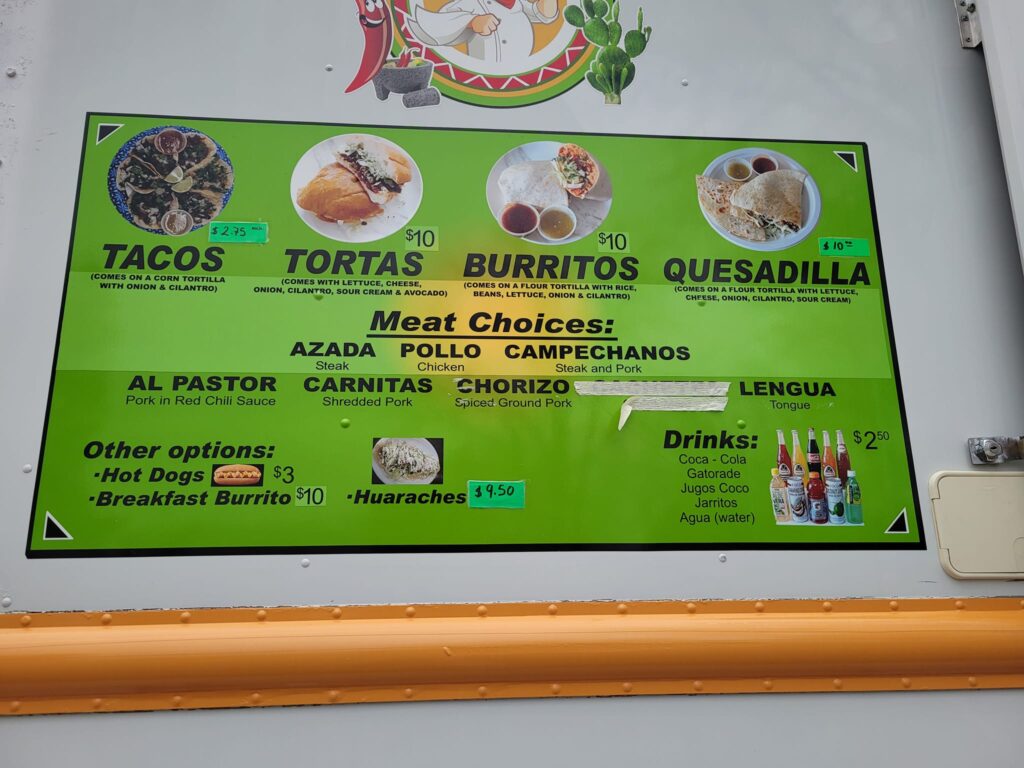 $2.75
$10
$10
$10
TACOS
TORTAS
BURRITOS
QUESADILLA
(COMES ON A CORN TORTILLA
WITH ONION & CILANTRO)
(COMES WITH LETTUCE, CHEESE,
ONION, CILANTRO, SOUR CREAM & AVOCADO)
(COMES ON A FLOUR TORTILLA WITH RICE,
BEANS, LETTUCE, ONION & CILANTRO)
(COMES ON A FLOUR TORTILLA WITH LETTUCE,
CHEESE, ONION, CILANTRO, SOUR CREAM)
Meat Choices:
AZADA POLLO CAMPECHANOS
Steak Chicken Steak and Pork
AL PASTOR CARNITAS CHORIZO LENGUA
Pork in Red Chili Sauce Shredded Pork Spiced Ground Pork Tongue
Other options:
·Hot Dogs $3
·Breakfast Burrito $10
·Huaraches $9.50
Drinks: $2.50
Coca - Cola
Gatorade
Jugos Coco
Jarritos
Agua (water)